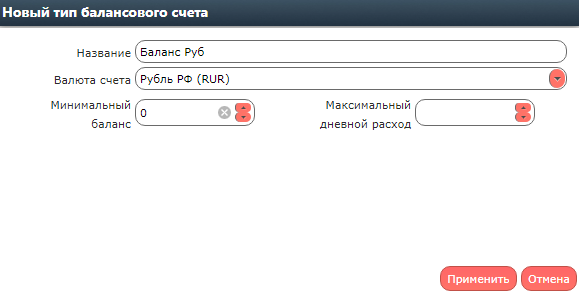 Новый тип балансового счета
Название Баланс Руб
Валюта счета Рубль РФ (RUR)
Минимальный баланс 0 Максимальный дневной расход
Применить Отмена